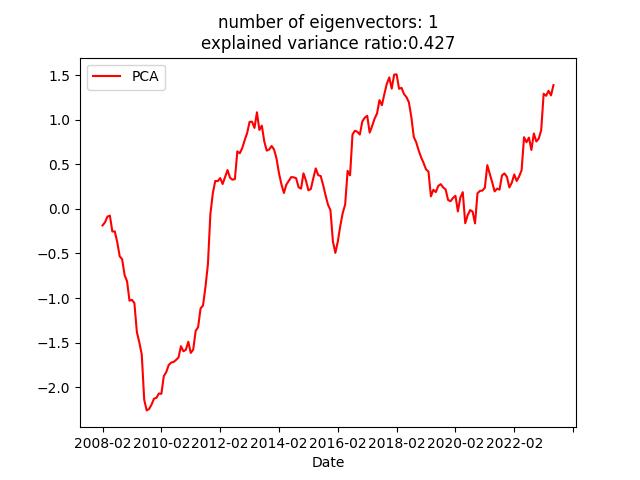 number of eigenvectors: 1
explained variance ratio:0.427
PCA
1.5
1.0
0.5
0.0
−0.5
−1.0
−1.5
−2.0
2008-02 2010-02 2012-02 2014-02 2016-02 2018-02 2020-02 2022-02
Date